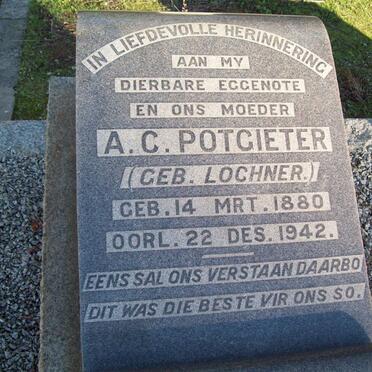 IN LIEFDEVOLLE HERINNERING
AAN MY
DIERBARE EGGENOTE
EN ONS MOEDER
A.C. POTGIETER
(GEB. LOCHNER.)
GEB. 14 MRT. 1880
OORL. 22 DES. 1942.
EENS SAL ONS VERSTAAN DAARBO
DIT WAS DIE BESTE VIR ONS SO.